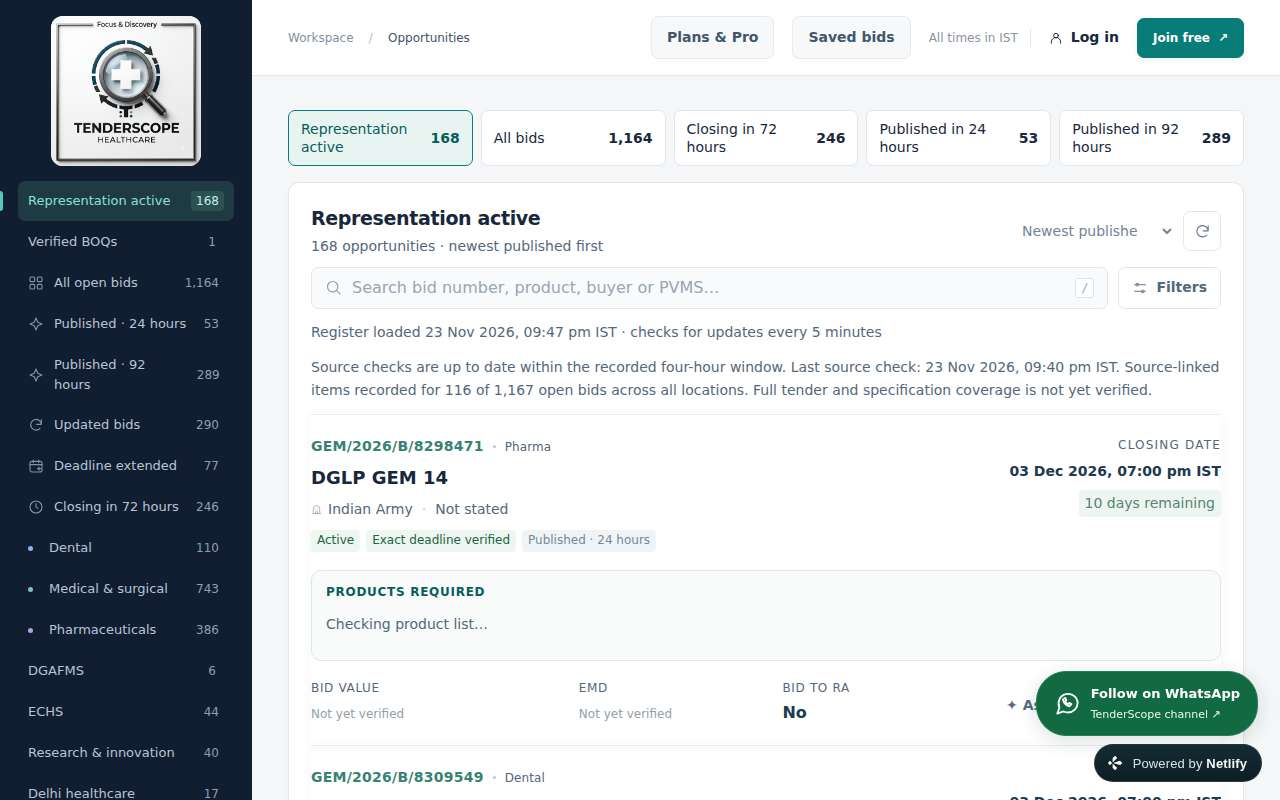 Focus & Discovery
TENDERSCOPE
HEALTHCARE
Representation active 168
Verified BOQs 1
All open bids 1,164
Published · 24 hours 53
Published · 92 hours 289
Updated bids 290
Deadline extended 77
Closing in 72 hours 246
Dental 110
Medical & surgical 743
Pharmaceuticals 386
DGAFMS 6
ECHS 44
Research & innovation 40
Delhi healthcare 17
Workspace / Opportunities
Plans & Pro
Saved bids
All times in IST
Log in
Join free ↗
Representation active 168
All bids 1,164
Closing in 72 hours 246
Published in 24 hours 53
Published in 92 hours 289
Representation active
168 opportunities · newest published first
Newest publishe
Search bid number, product, buyer or PVMS... /
Filters
Register loaded 23 Nov 2026, 09:47 pm IST · checks for updates every 5 minutes
Source checks are up to date within the recorded four-hour window. Last source check: 23 Nov 2026, 09:40 pm IST. Source-linked
items recorded for 116 of 1,167 open bids across all locations. Full tender and specification coverage is not yet verified.
GEM/2026/B/8298471 · Pharma
DGLP GEM 14
Indian Army · Not stated
Active Exact deadline verified Published · 24 hours
CLOSING DATE
03 Dec 2026, 07:00 pm IST
10 days remaining
PRODUCTS REQUIRED
Checking product list...
BID VALUE
Not yet verified
EMD
Not yet verified
BID TO RA
No
Follow on WhatsApp
TenderScope channel ↗
GEM/2026/B/8309549 · Dental
03 Dec 2026, 07:00 pm IST
Powered by Netlify